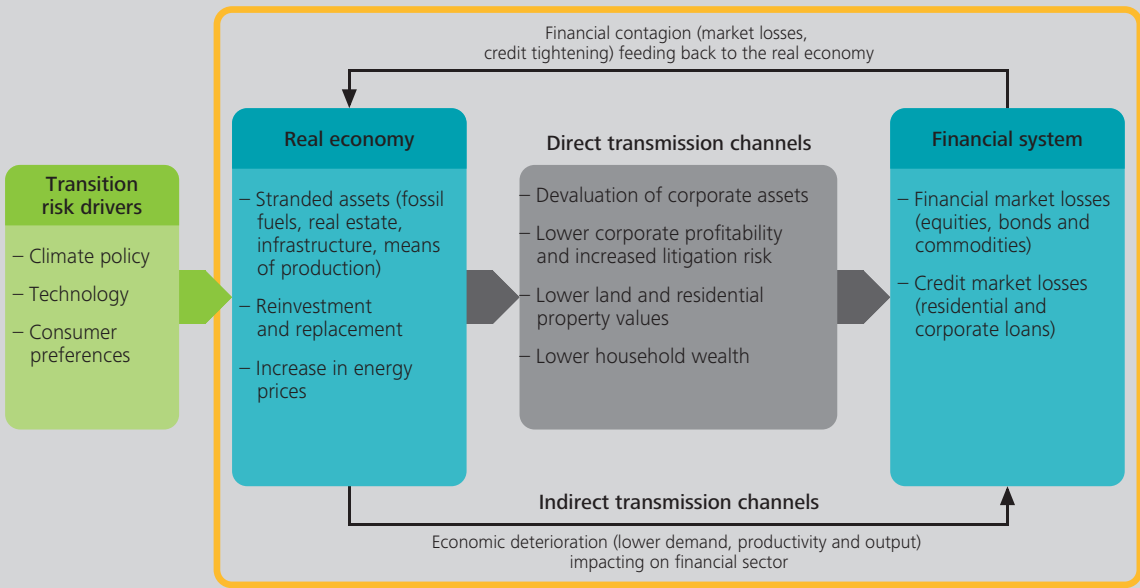 Financial contagion (market losses,
credit tightening) feeding back to the real economy
Transition
risk drivers
– Climate policy
– Technology
– Consumer
preferences
Real economy
– Stranded assets (fossil
fuels, real estate,
infrastructure, means
of production)
– Reinvestment
and replacement
– Increase in energy
prices
Direct transmission channels
– Devaluation of corporate assets
– Lower corporate profitability
and increased litigation risk
– Lower land and residential
property values
– Lower household wealth
Financial system
– Financial market losses
(equities, bonds and
commodities)
– Credit market losses
(residential and
corporate loans)
Indirect transmission channels
Economic deterioration (lower demand, productivity and output)
impacting on financial sector